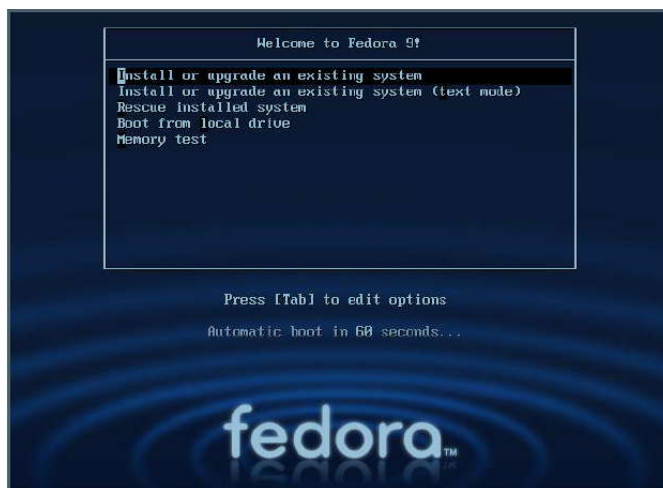 Welcome to Fedora 9!
Install or upgrade an existing system
Install or upgrade an existing system (text mode)
Rescue installed system
Boot from local drive
Memory test
Press [Tab] to edit options
Automatic boot in 60 seconds...
fedora™